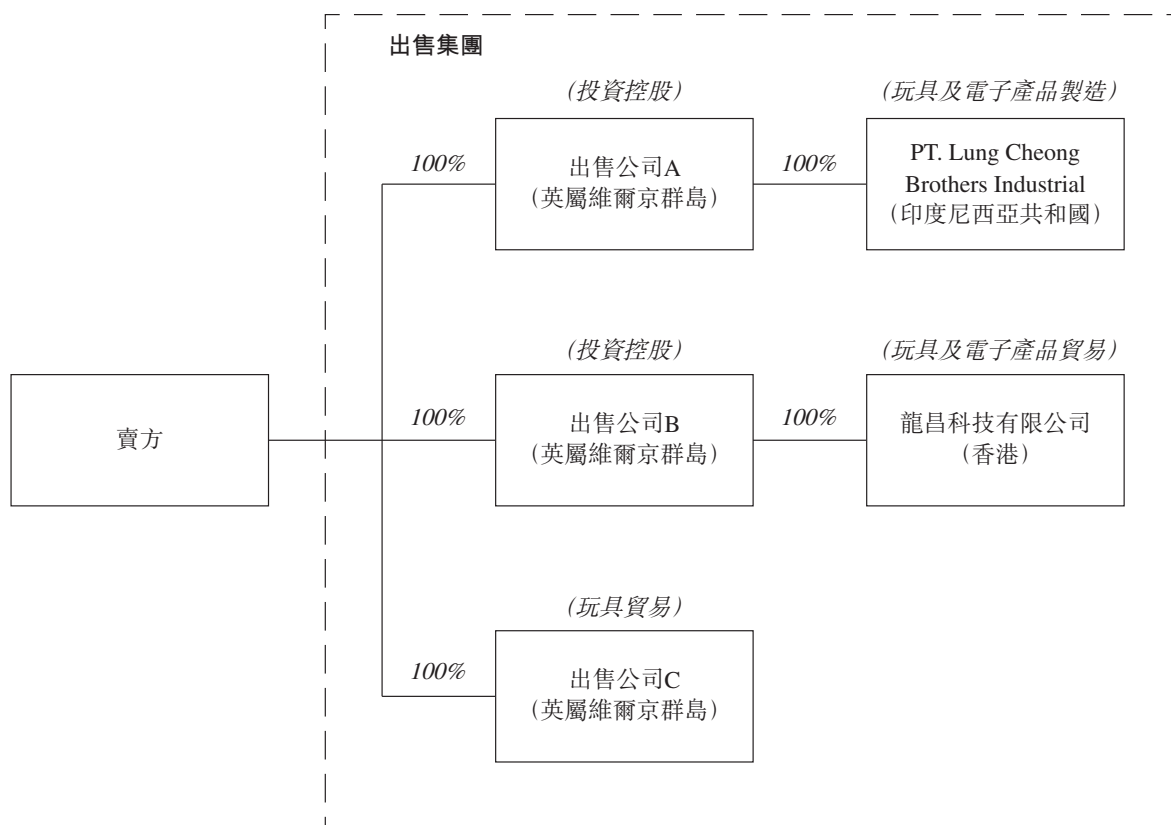 出售集團
(投資控股)
(玩具及電子產品製造)
100%
出售公司A
(英屬維爾京群島)
100%
PT. Lung Cheong
Brothers Industrial
(印度尼西亞共和國)
(投資控股)
(玩具及電子產品貿易)
賣方
100%
出售公司B
(英屬維爾京群島)
100%
龍昌科技有限公司
(香港)
(玩具貿易)
100%
出售公司C
(英屬維爾京群島)